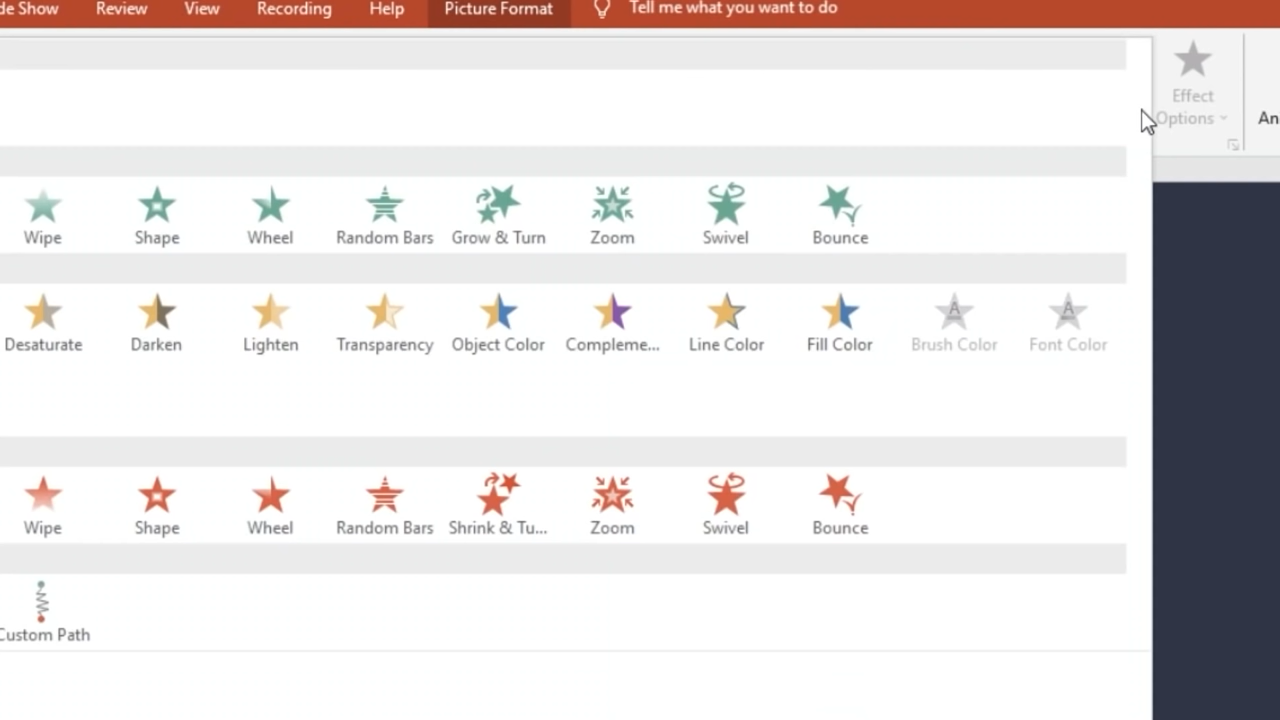 de Show Review View Recording Help Picture Format Tell me what you want to do
Effect
Options
An
Wipe Shape Wheel Random Bars Grow & Turn Zoom Swivel Bounce
Desaturate Darken Lighten Transparency Object Color Compleme... Line Color Fill Color Brush Color Font Color
Wipe Shape Wheel Random Bars Shrink & Tu... Zoom Swivel Bounce
Custom Path